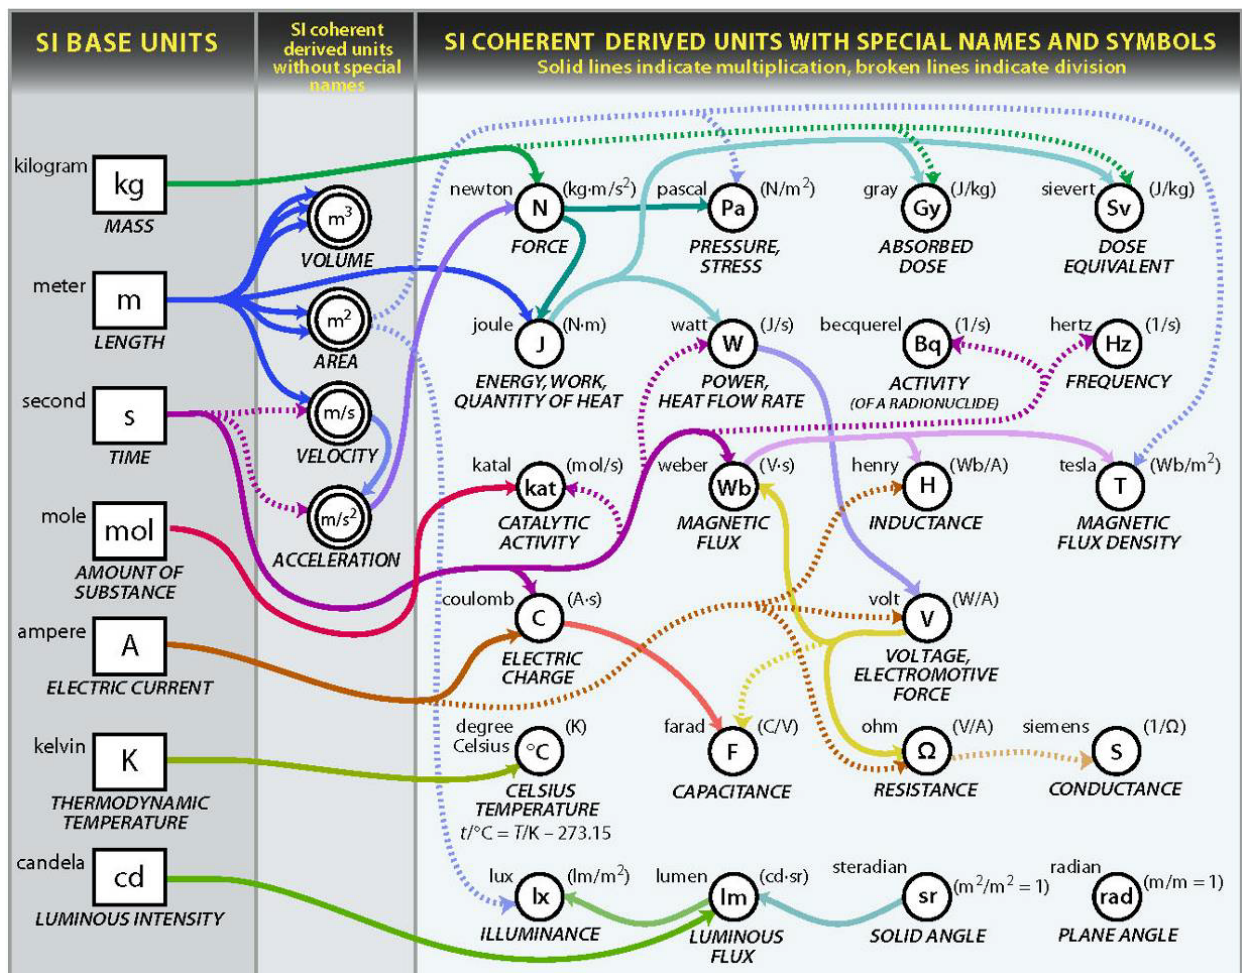 SI BASE UNITS
SI coherent
derived units
without special
names
SI COHERENT DERIVED UNITS WITH SPECIAL NAMES AND SYMBOLS
Solid lines indicate multiplication, broken lines indicate division
kilogram
kg
MASS
meter
m
LENGTH
second
s
TIME
mole
mol
AMOUNT OF
SUBSTANCE
ampere
A
ELECTRIC CURRENT
kelvin
K
THERMODYNAMIC
TEMPERATURE
candela
cd
LUMINOUS INTENSITY
m³
VOLUME
m²
AREA
m/s
VELOCITY
m/s²
ACCELERATION
newton
N
(kg·m/s²)
FORCE
pascal
Pa
(N/m²)
PRESSURE,
STRESS
gray
Gy
(J/kg)
ABSORBED
DOSE
sievert
Sv
(J/kg)
DOSE
EQUIVALENT
joule
J
(N·m)
ENERGY, WORK,
QUANTITY OF HEAT
watt
W
(J/s)
POWER,
HEAT FLOW RATE
becquerel
Bq
(1/s)
ACTIVITY
(OF A RADIONUCLIDE)
hertz
Hz
(1/s)
FREQUENCY
katal
kat
(mol/s)
CATALYTIC
ACTIVITY
weber
Wb
(V·s)
MAGNETIC
FLUX
henry
H
(Wb/A)
INDUCTANCE
tesla
T
(Wb/m²)
MAGNETIC
FLUX DENSITY
coulomb
C
(A·s)
ELECTRIC
CHARGE
volt
V
(W/A)
VOLTAGE,
ELECTROMOTIVE
FORCE
degree
Celsius
°C
(K)
CELSIUS
TEMPERATURE
t/°C = T/K – 273.15
farad
F
(C/V)
CAPACITANCE
ohm
Ω
(V/A)
RESISTANCE
siemens
S
(1/Ω)
CONDUCTANCE
lux
lx
(lm/m²)
ILLUMINANCE
lumen
lm
(cd·sr)
LUMINOUS
FLUX
steradian
sr
(m²/m² = 1)
SOLID ANGLE
radian
rad
(m/m = 1)
PLANE ANGLE